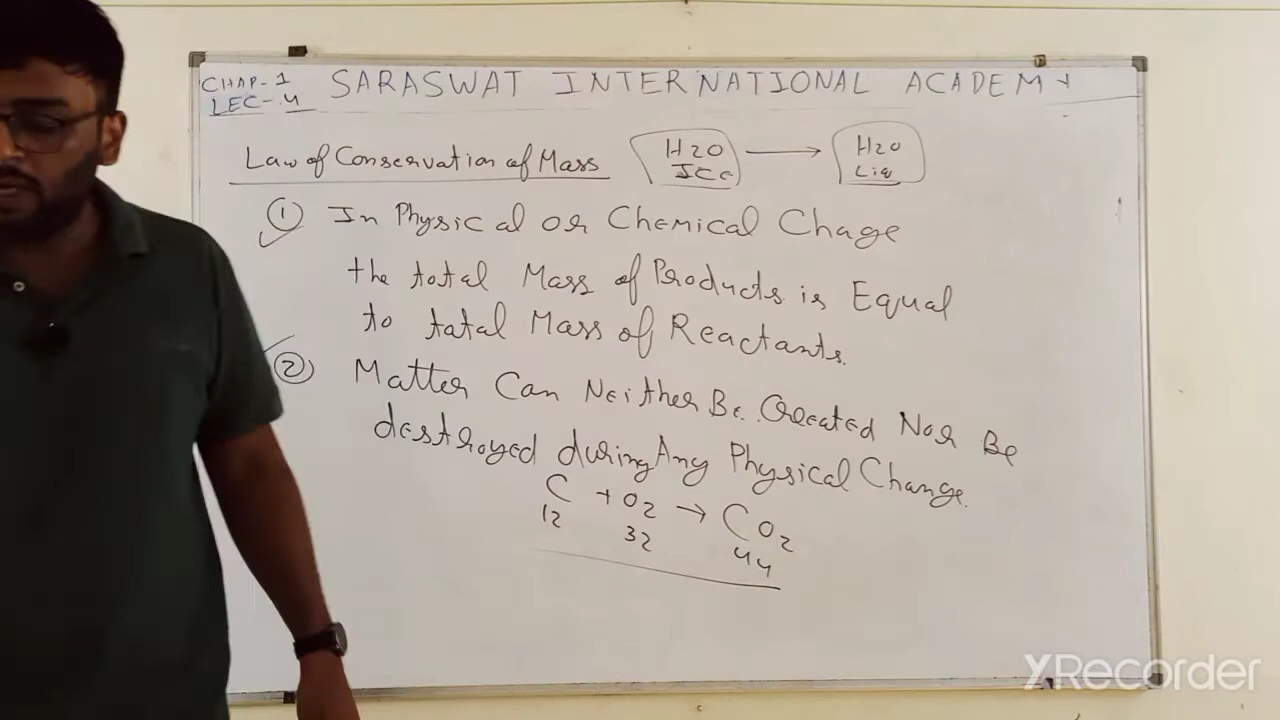 CHAP-1 SARASWAT INTERNATIONAL ACADEMY
LEC-4
Law of Conservation of Mass
H2O → H2O
ICe Liq
① In Physical or Chemical Chage
the total Mass of Products is Equal
to tatal Mass of Reactants.
② Matter Can Neither Be Created Nor Be
destroyed during Any Physical Change.
C + O2 → CO2
12 32 44
XRecorder